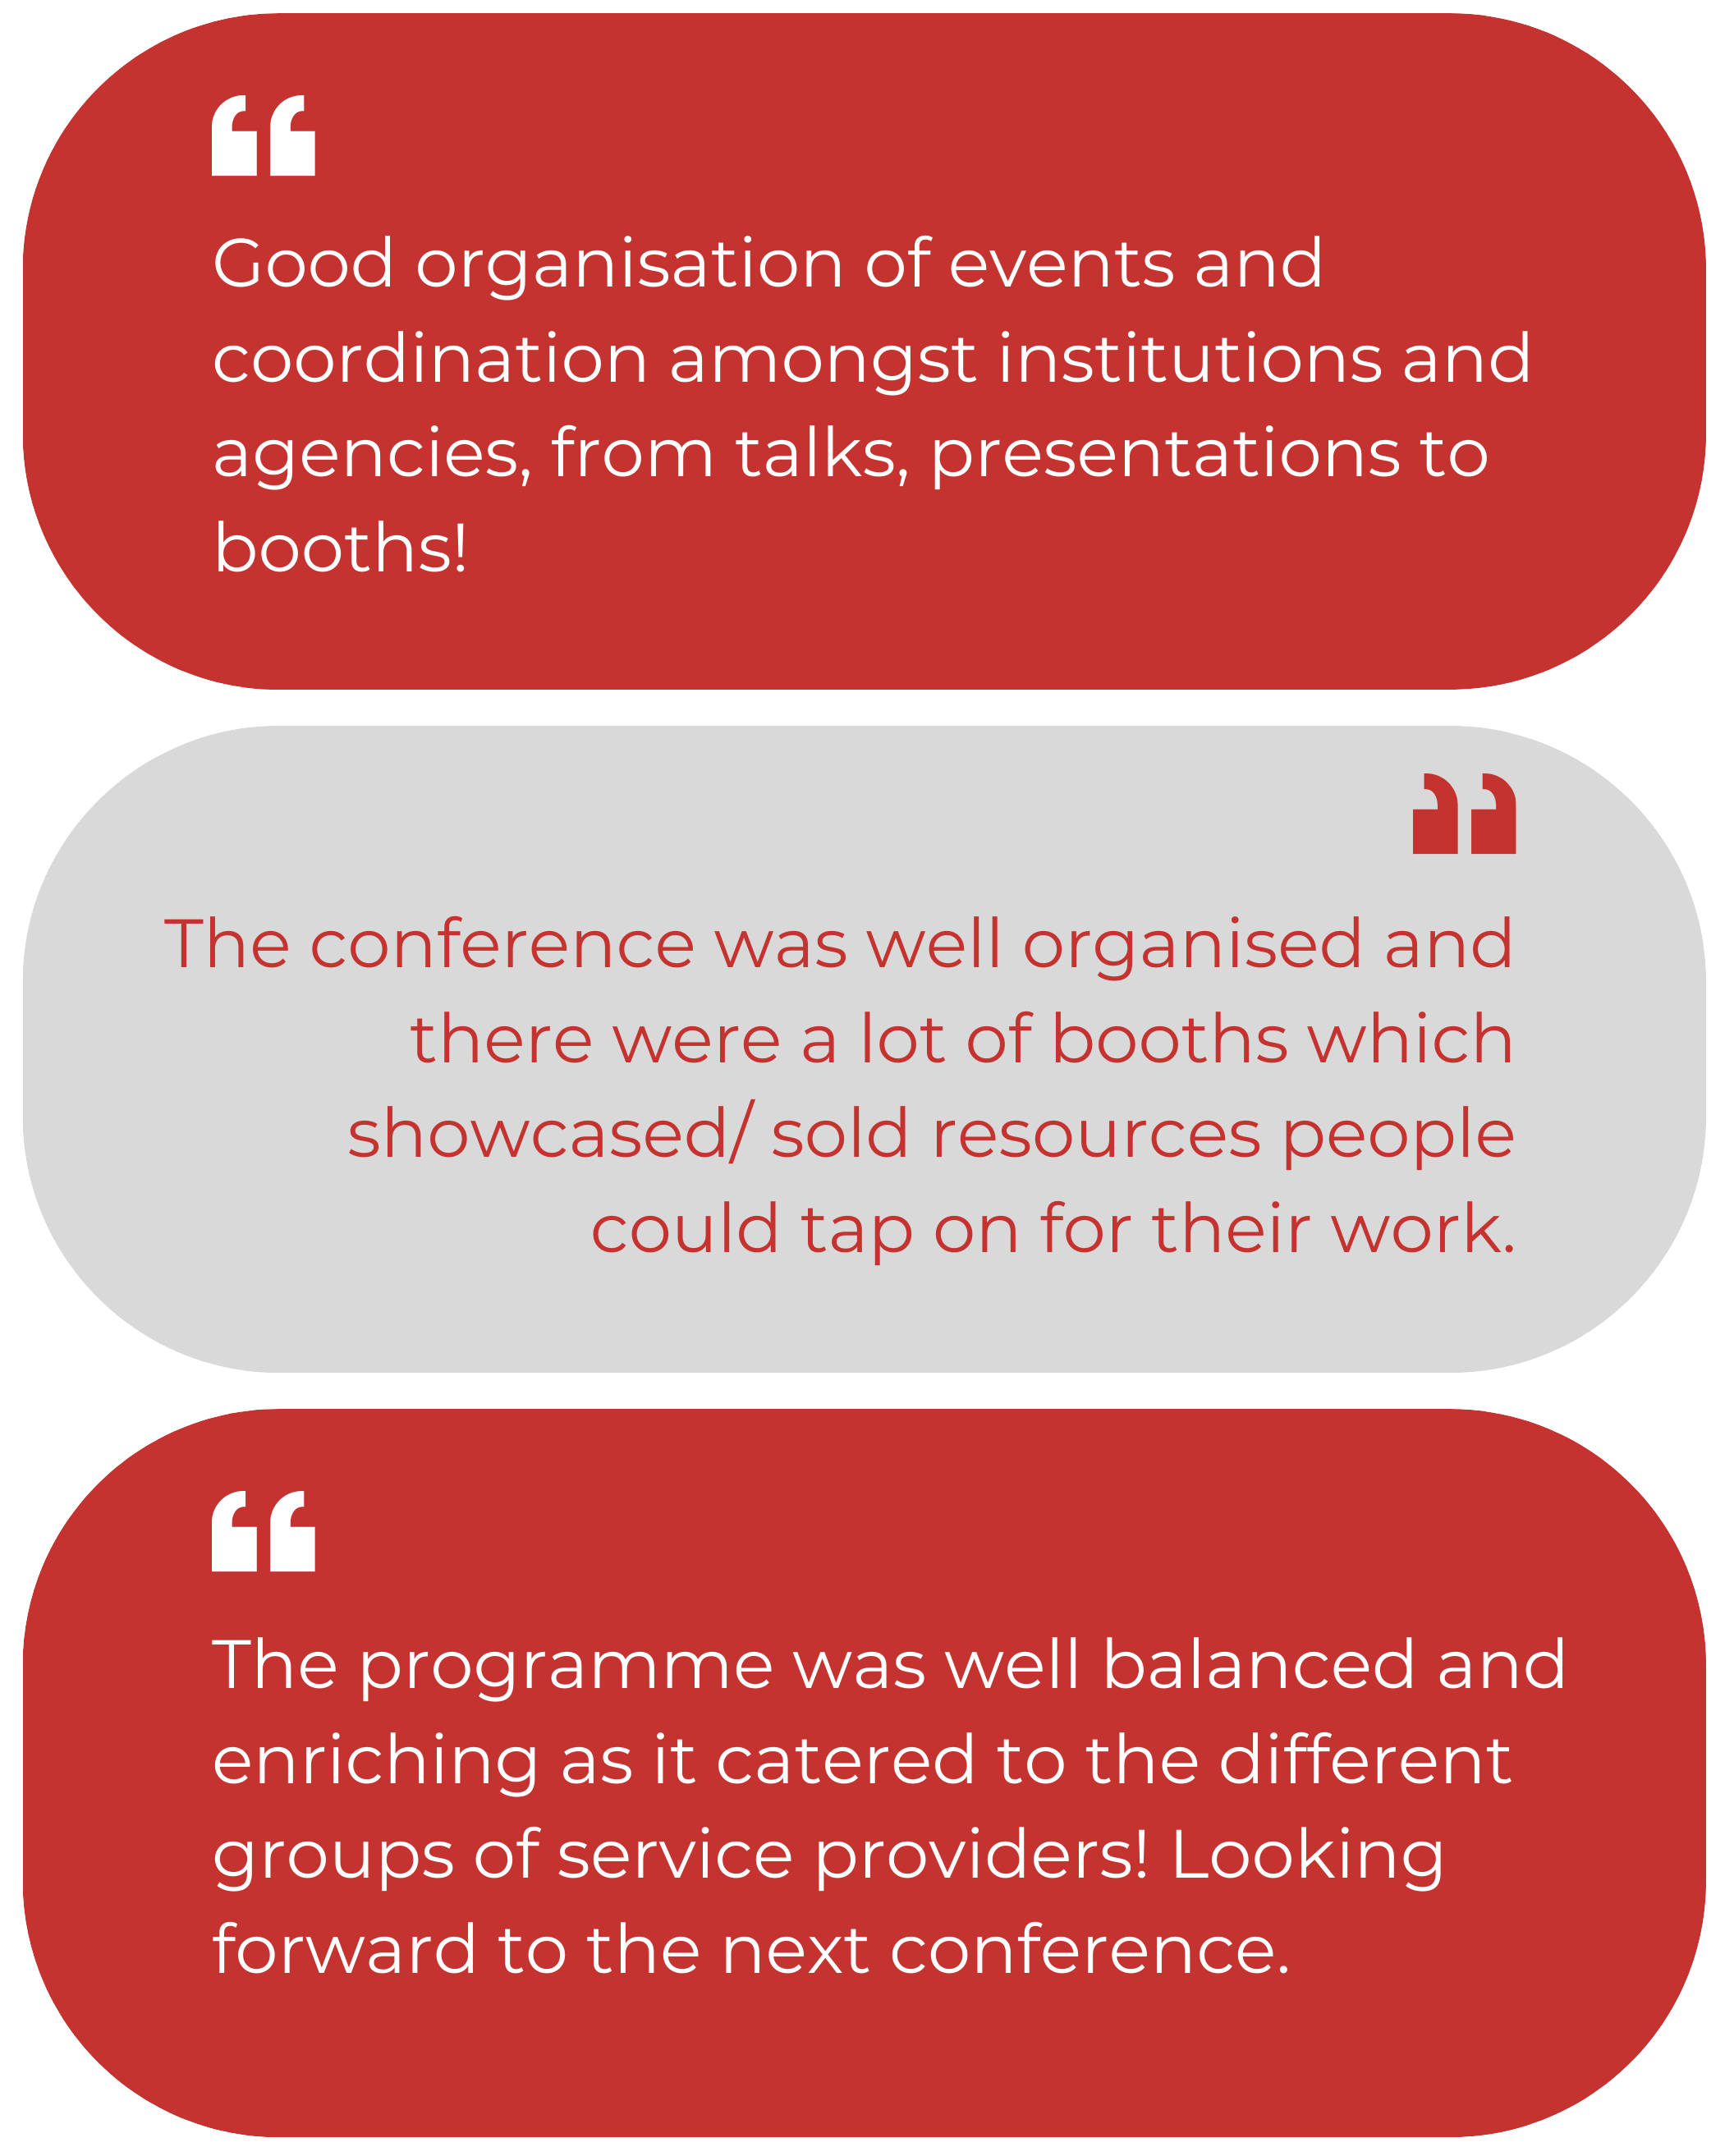 “
Good organisation of events and
coordination amongst institutions and
agencies, from talks, presentations to
booths!
”
The conference was well organised and
there were a lot of booths which
showcased/ sold resources people
could tap on for their work.
“
The programme was well balanced and
enriching as it catered to the different
groups of service providers! Looking
forward to the next conference.